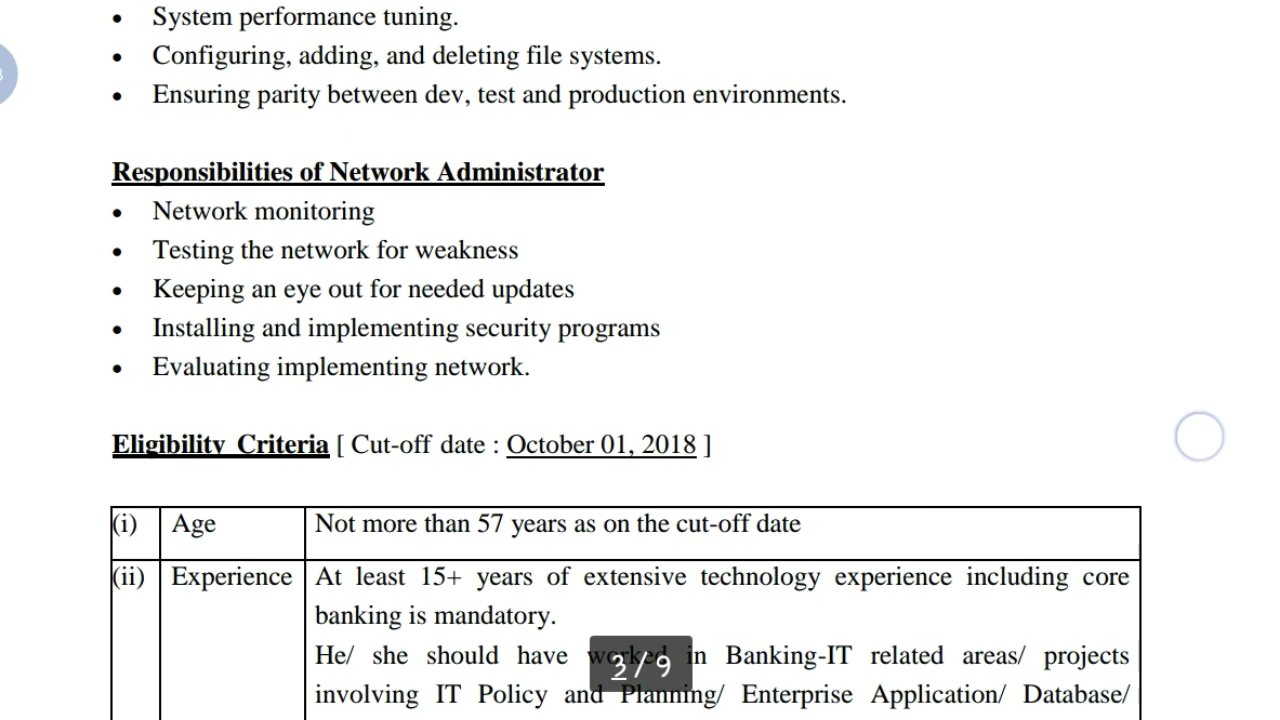 • System performance tuning.
• Configuring, adding, and deleting file systems.
• Ensuring parity between dev, test and production environments.
Responsibilities of Network Administrator
• Network monitoring
• Testing the network for weakness
• Keeping an eye out for needed updates
• Installing and implementing security programs
• Evaluating implementing network.
Eligibility Criteria [ Cut-off date : October 01, 2018 ]
(i) Age Not more than 57 years as on the cut-off date
(ii) Experience At least 15+ years of extensive technology experience including core
banking is mandatory.
He/ she should have worked in Banking-IT related areas/ projects
involving IT Policy and Planning/ Enterprise Application/ Database/
/ 9